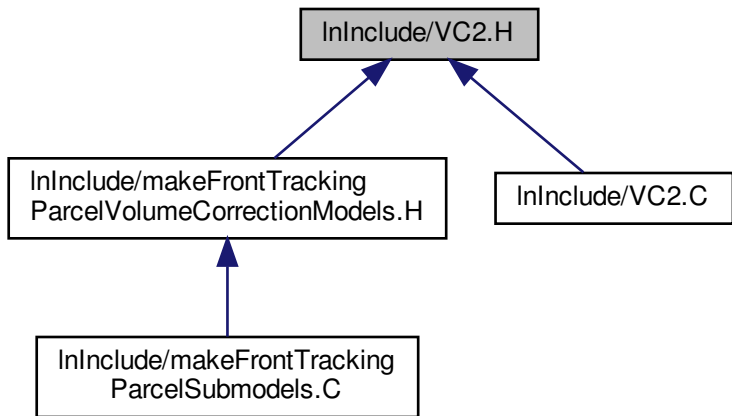 lnInclude/VC2.H
lnInclude/makeFrontTracking
ParcelVolumeCorrectionModels.H
lnInclude/VC2.C
lnInclude/makeFrontTracking
ParcelSubmodels.C